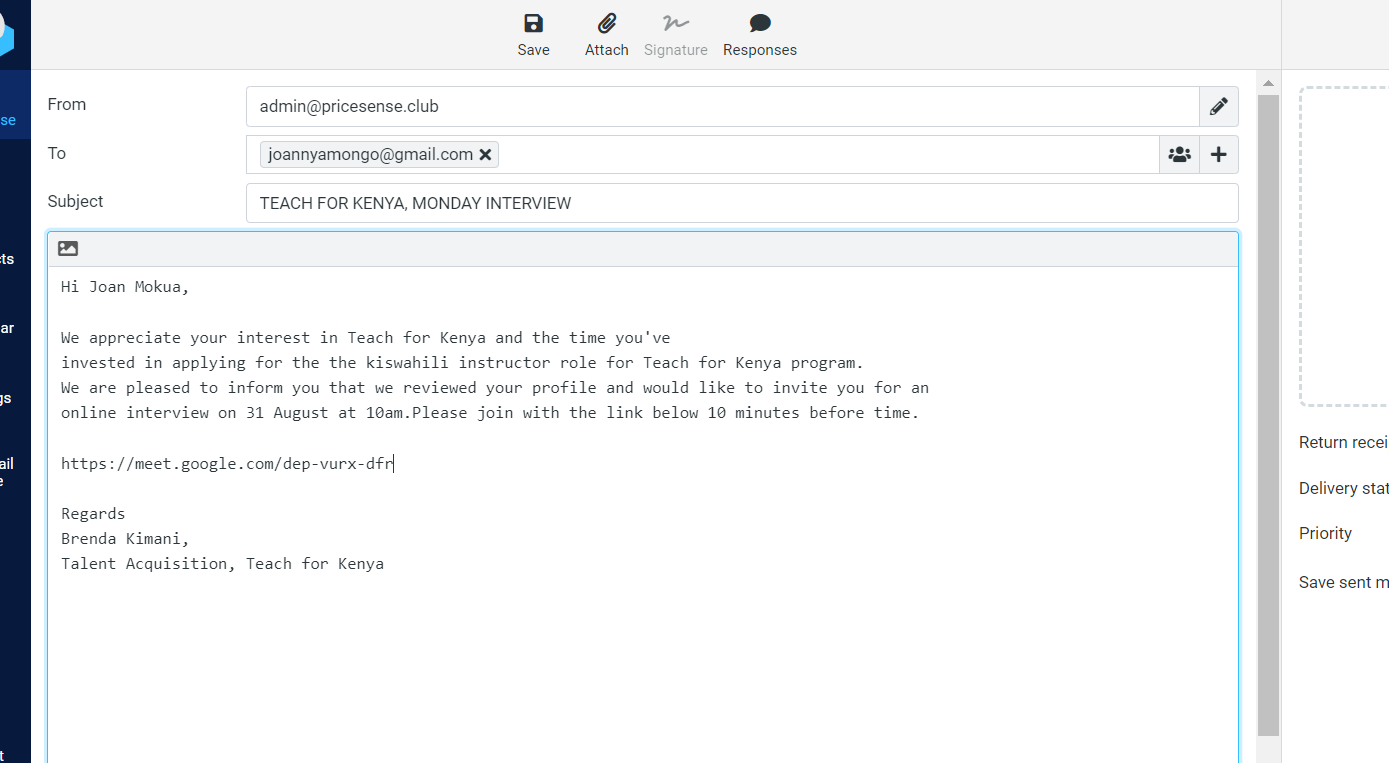 Save Attach Signature Responses
From admin@pricesense.club
se
To joannyamongo@gmail.com
Subject TEACH FOR KENYA, MONDAY INTERVIEW
cts
ar
gs
ail
e
t
Hi Joan Mokua,
We appreciate your interest in Teach for Kenya and the time you've
invested in applying for the the kiswahili instructor role for Teach for Kenya program.
We are pleased to inform you that we reviewed your profile and would like to invite you for an
online interview on 31 August at 10am.Please join with the link below 10 minutes before time.
https://meet.google.com/dep-vurx-dfr
Regards
Brenda Kimani,
Talent Acquisition, Teach for Kenya
Return recei
Delivery stat
Priority
Save sent m